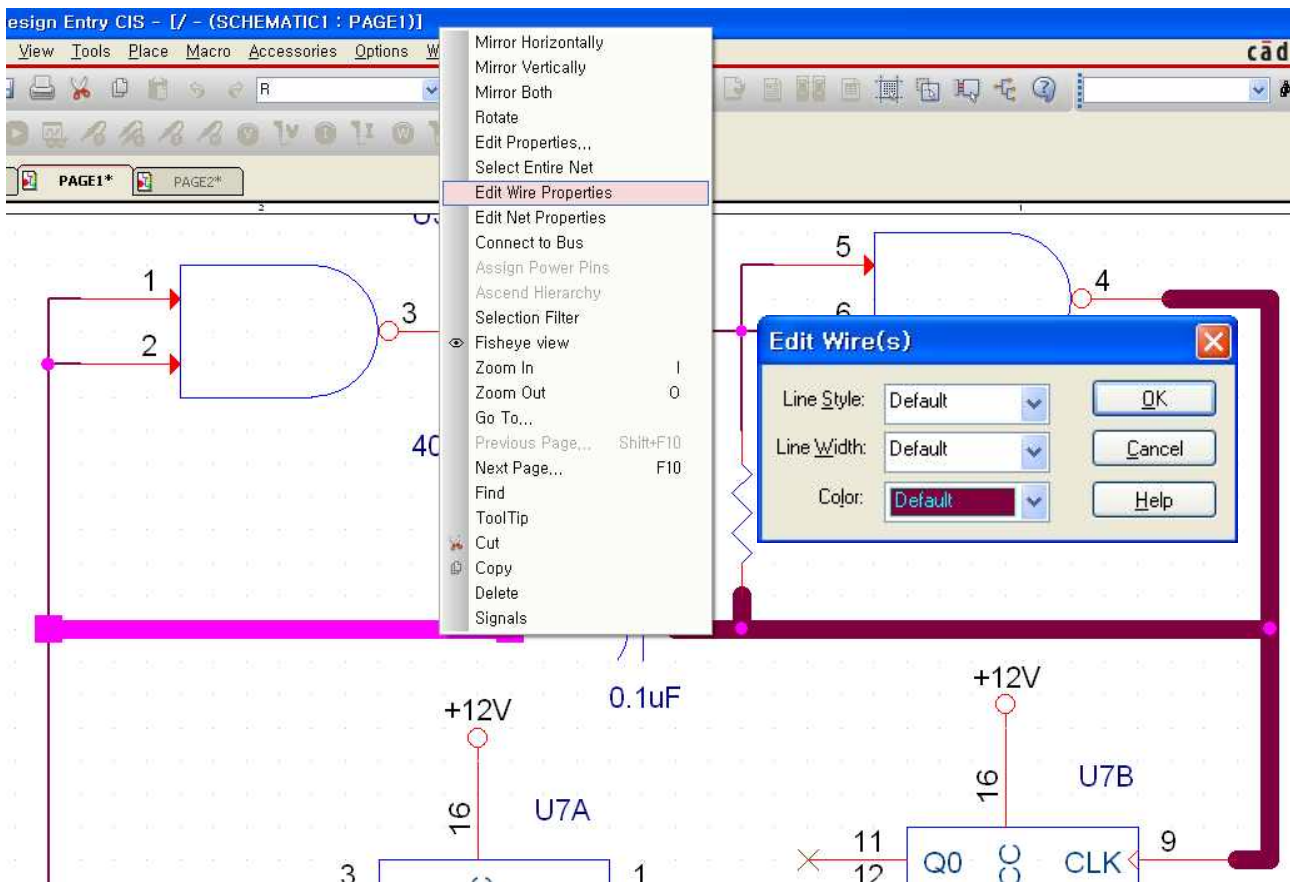 esign Entry CIS - [/ - (SCHEMATIC1 : PAGE1)]
View Tools Place Macro Accessories Options W
cād
R
PAGE1*
PAGE2*
2
1
Mirror Horizontally
Mirror Vertically
Mirror Both
Rotate
Edit Properties...
Select Entire Net
Edit Wire Properties
Edit Net Properties
Connect to Bus
Assign Power Pins
Ascend Hierarchy
Selection Filter
Fisheye view
Zoom In I
Zoom Out O
Go To...
Previous Page... Shift+F10
Next Page... F10
Find
ToolTip
Cut
Copy
Delete
Signals
1
2
3
40
5
6
4
Edit Wire(s)
Line Style: Default
Line Width: Default
Color: Default
OK
Cancel
Help
0.1uF
+12V
16
U7A
3
1
+12V
16
U7B
11
12
Q0
CC
CLK
9